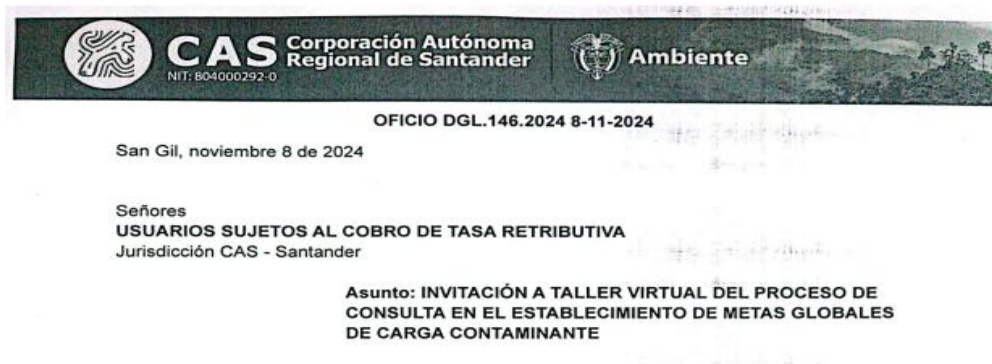 CAS Corporación Autónoma
Regional de Santander
NIT: 804000292-0
Ambiente
OFICIO DGL.146.2024 8-11-2024
San Gil, noviembre 8 de 2024
Señores
USUARIOS SUJETOS AL COBRO DE TASA RETRIBUTIVA
Jurisdicción CAS - Santander
Asunto: INVITACIÓN A TALLER VIRTUAL DEL PROCESO DE
CONSULTA EN EL ESTABLECIMIENTO DE METAS GLOBALES
DE CARGA CONTAMINANTE